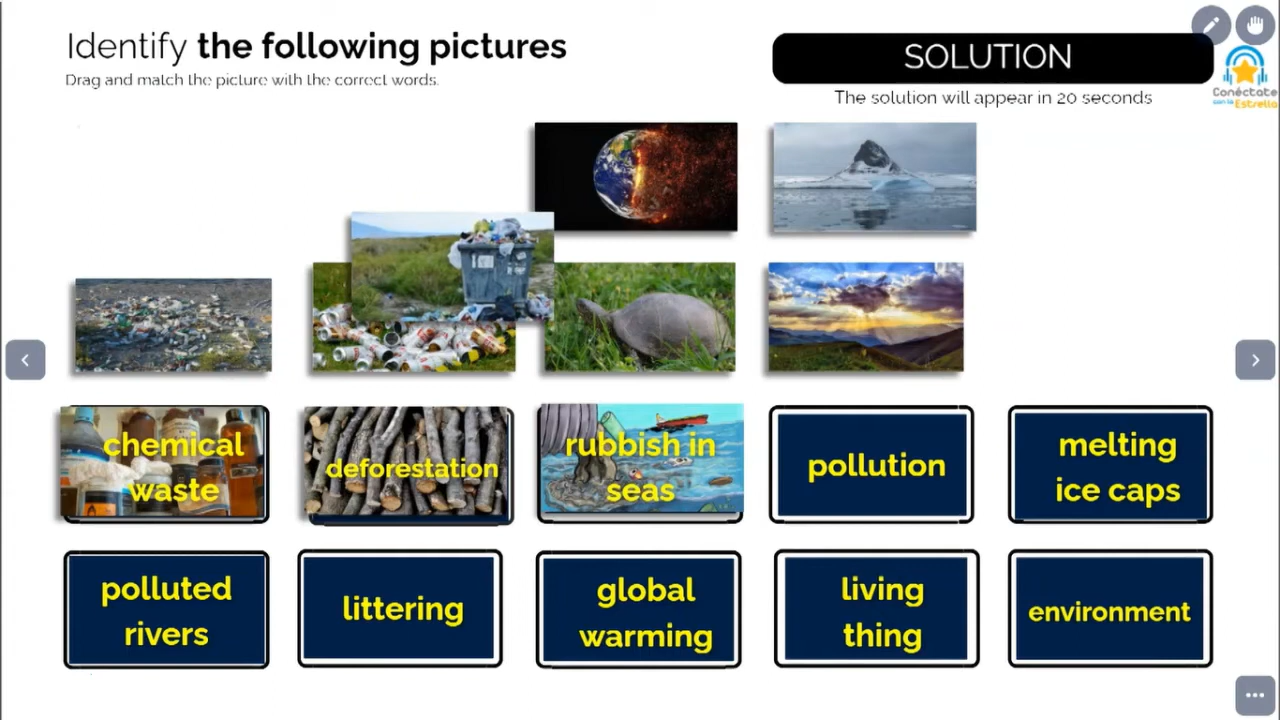 Identify the following pictures
Drag and match the picture with the correct words.
SOLUTION
The solution will appear in 20 seconds
Conéctate
con la Estrella
chemical
waste
deforestation
rubbish in
seas
pollution
melting
ice caps
polluted
rivers
littering
global
warming
living
thing
environment